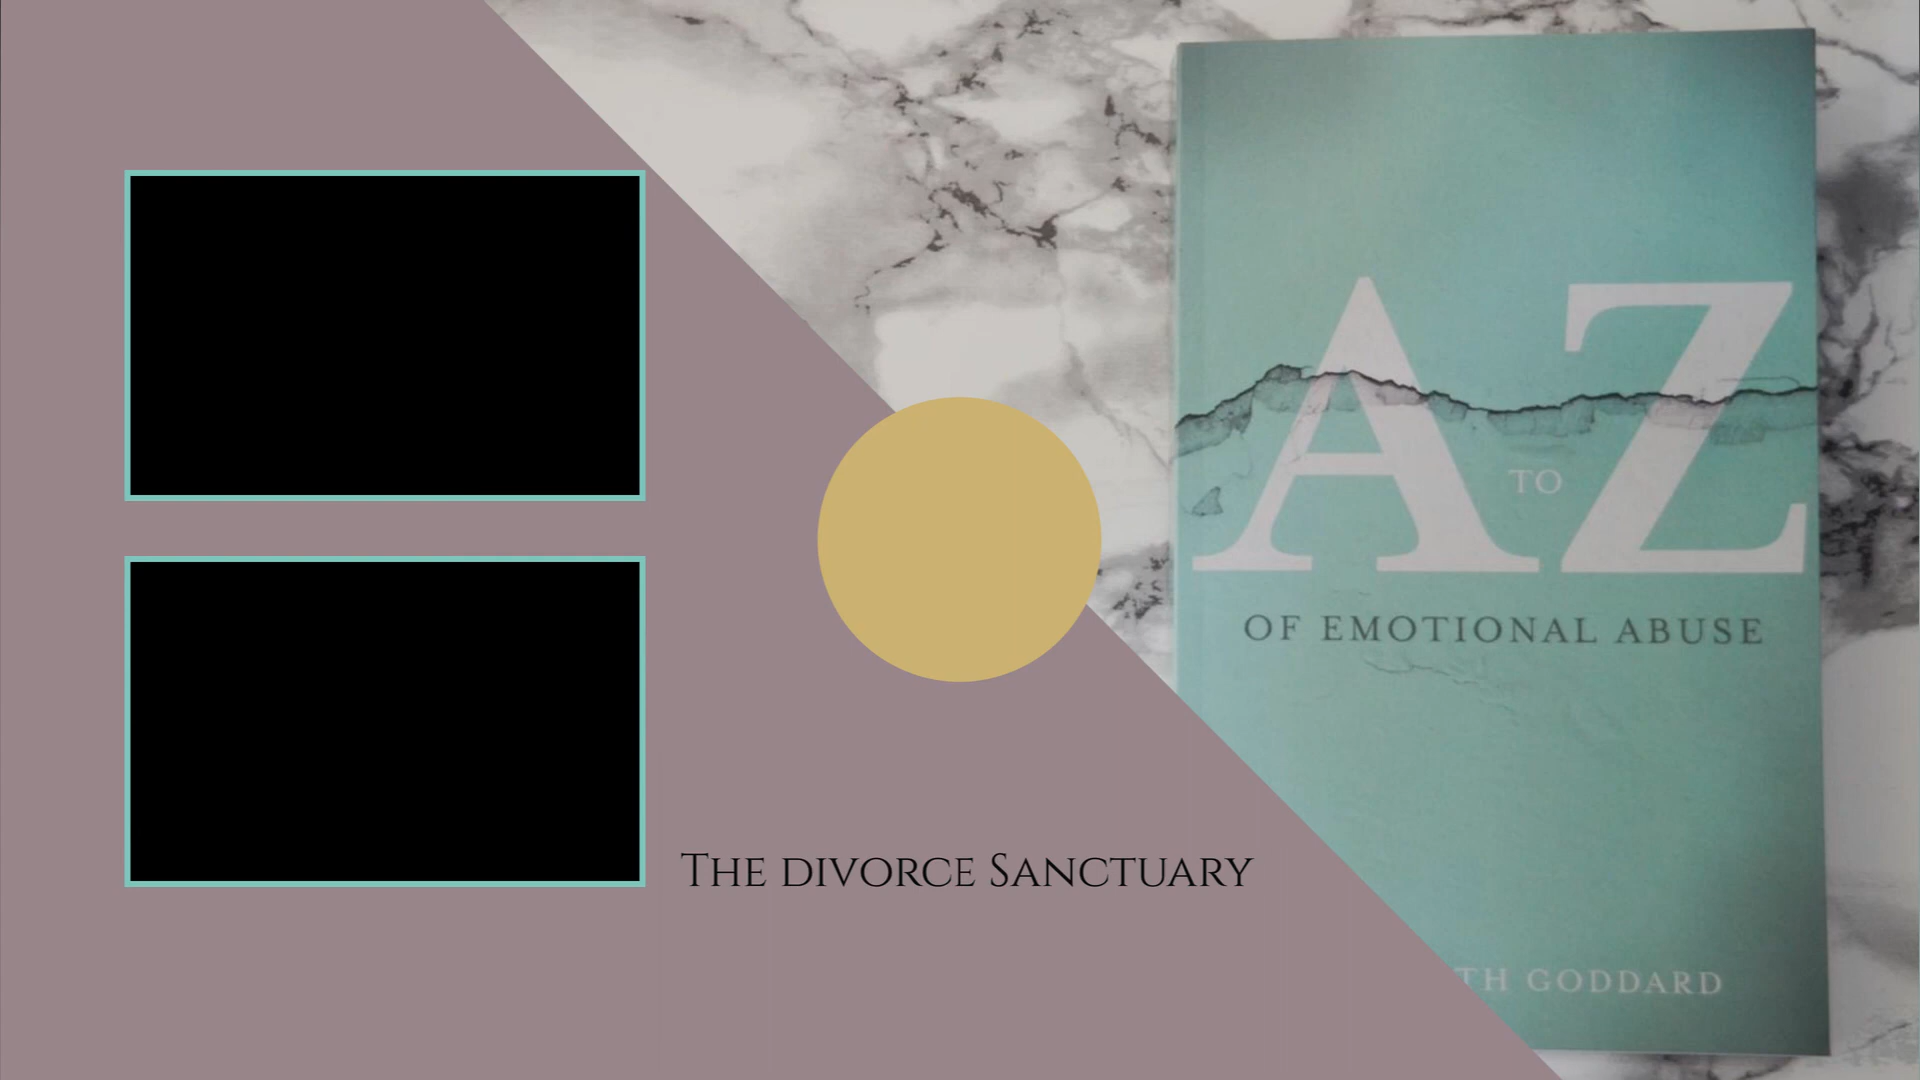 A TO Z
OF EMOTIONAL ABUSE
The divorce Sanctuary
GODDARD